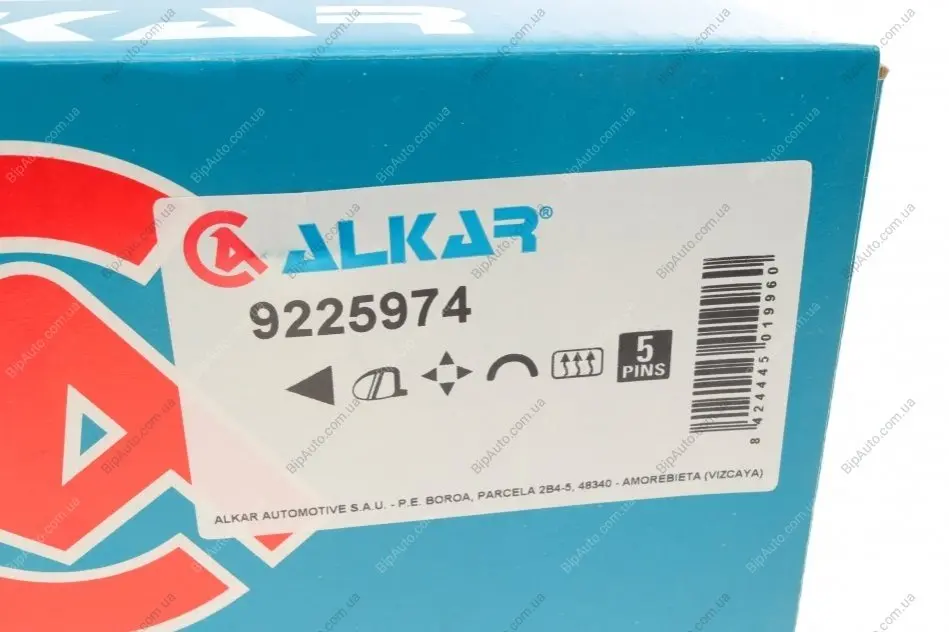 KAR
ALKAR®
9225974
5
PINS
8 424445 019960
ALKAR AUTOMOTIVE S.A.U. - P.E. BOROA, PARCELA 2B4-5, 48340 - AMOREBIETA (VIZCAYA)
BipAuto.com.ua